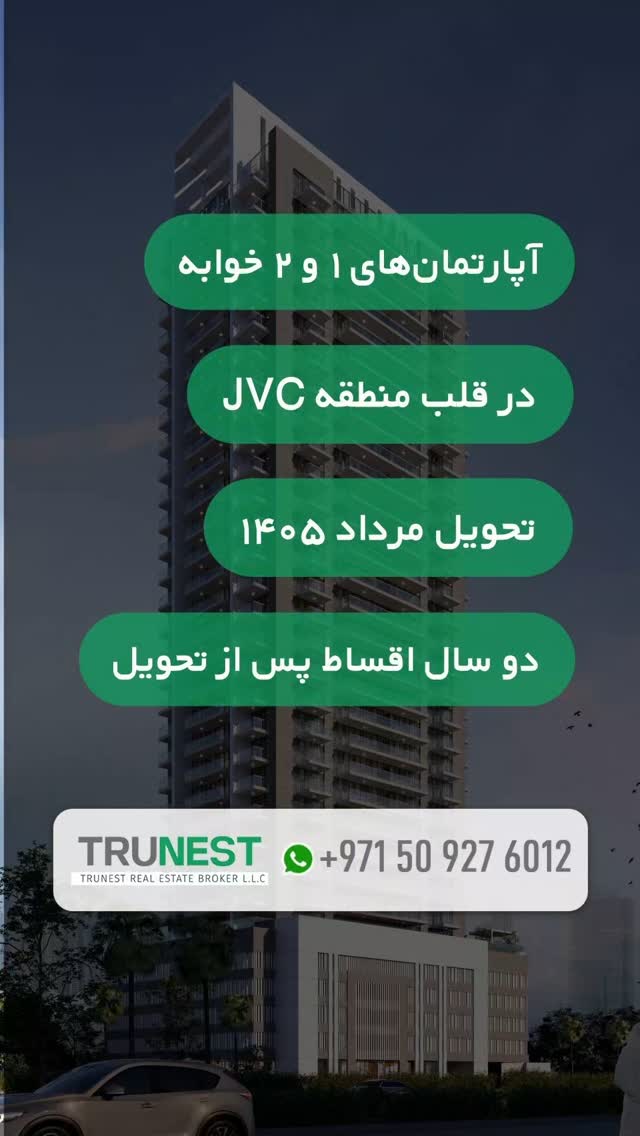 آپارتمان‌های ۱ و ۲ خوابه
در قلب منطقه JVC
تحویل مرداد ۱۴۰۵
دو سال اقساط پس از تحویل
TRUNEST
TRUNEST REAL ESTATE BROKER L.L.C
+971 50 927 6012